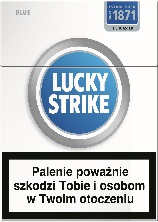 BLUE
1871
LUCKY
STRIKE
Palenie poważnie
szkodzi Tobie i osobom
w Twoim otoczeniu